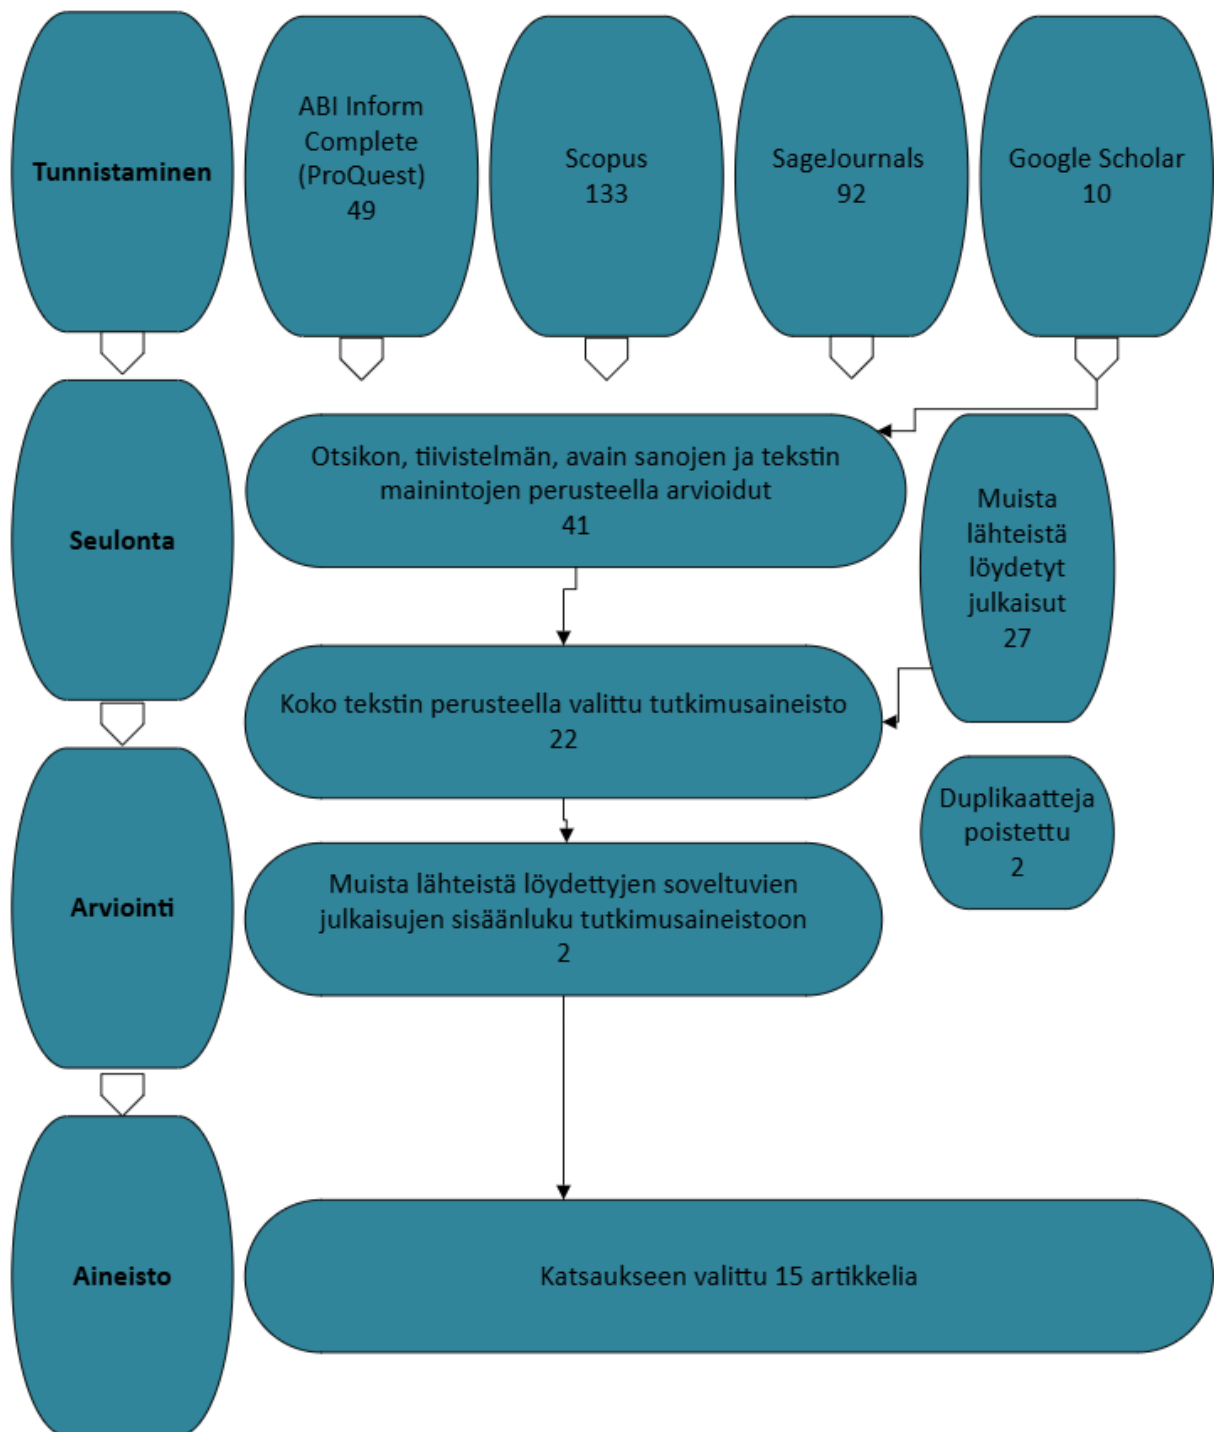 Tunnistaminen
ABI Inform
Complete
(ProQuest)
49
Scopus
133
SageJournals
92
Google Scholar
10
Seulonta
Otsikon, tiivistelmän, avain sanojen ja tekstin
mainintojen perusteella arvioidut
41
Muista
lähteistä
löydetyt
julkaisut
27
Koko tekstin perusteella valittu tutkimusaineisto
22
Duplikaatteja
poistettu
2
Arviointi
Muista lähteistä löydettyjen soveltuvien
julkaisujen sisäänluku tutkimusaineistoon
2
Aineisto
Katsaukseen valittu 15 artikkelia